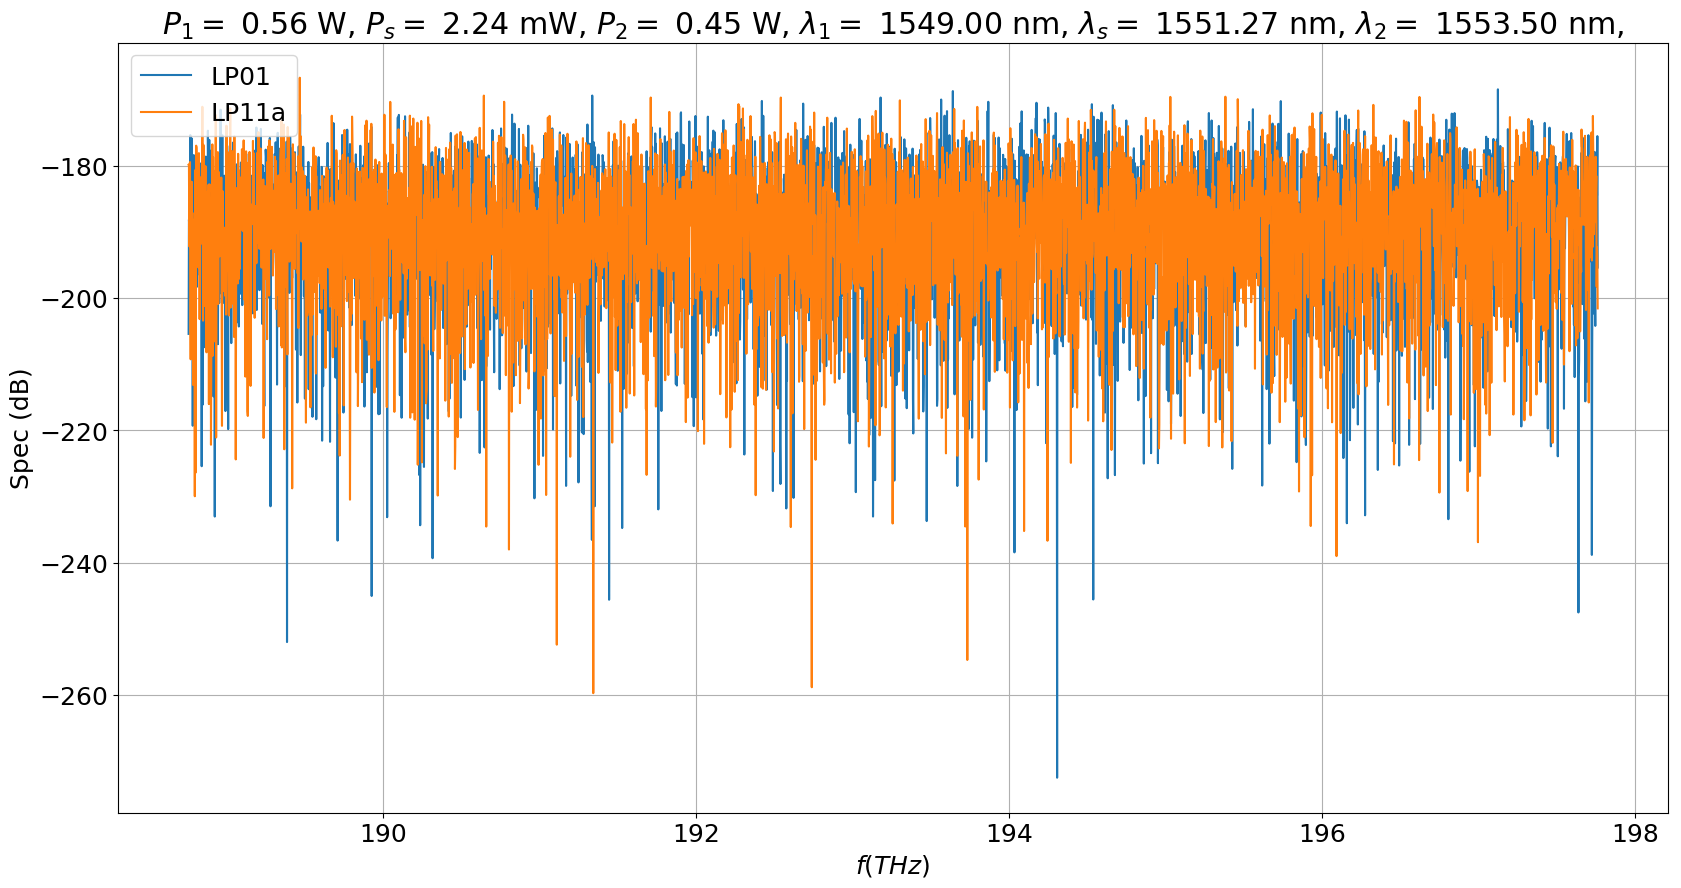 P₁ = 0.56 W, Pₛ = 2.24 mW, P₂ = 0.45 W, λ₁ = 1549.00 nm, λₛ = 1551.27 nm, λ₂ = 1553.50 nm,
LP01
LP11a
−180
−200
−220
−240
−260
Spec (dB)
190 192 194 196 198
f(THz)